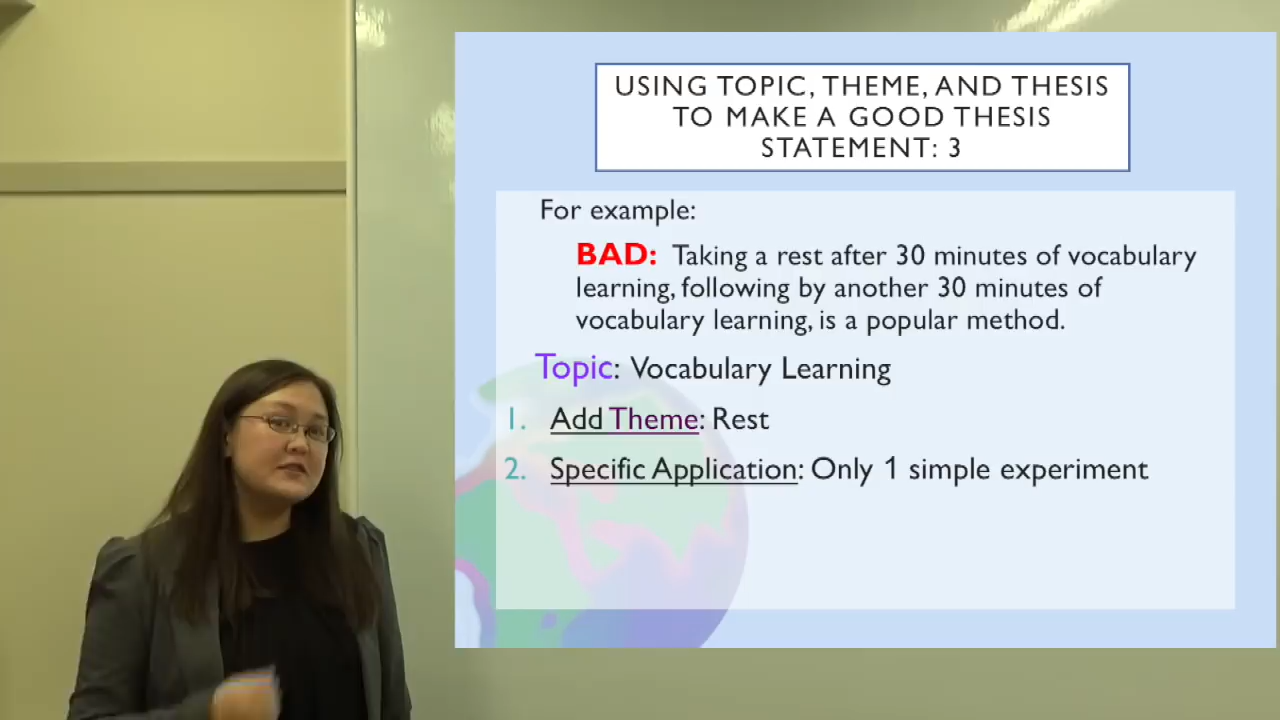 USING TOPIC, THEME, AND THESIS
TO MAKE A GOOD THESIS
STATEMENT: 3
For example:
BAD: Taking a rest after 30 minutes of vocabulary
learning, following by another 30 minutes of
vocabulary learning, is a popular method.
Topic: Vocabulary Learning
1. Add Theme: Rest
2. Specific Application: Only 1 simple experiment